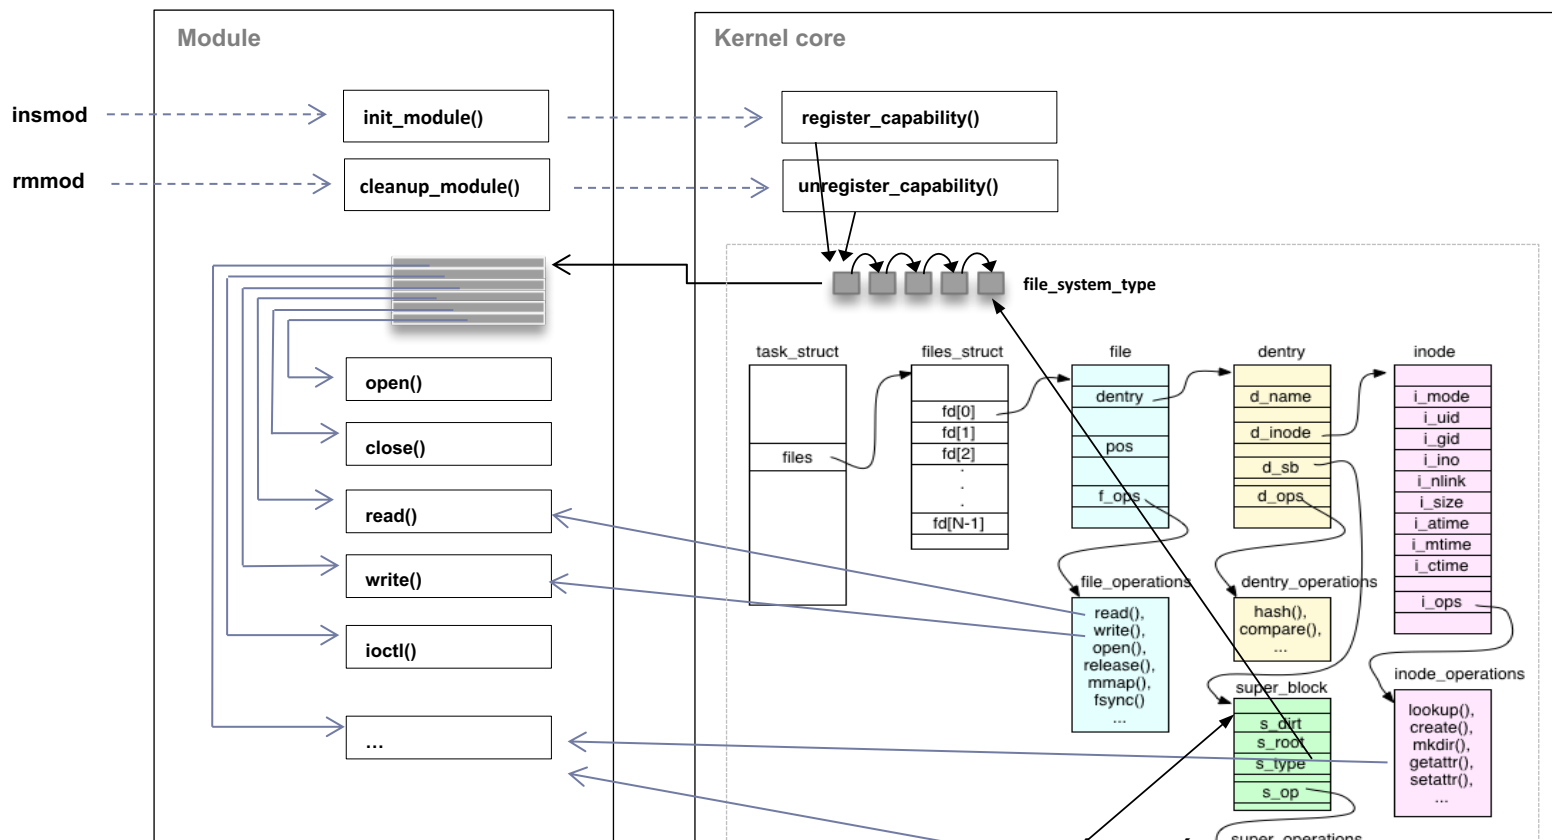 Module
Kernel core
insmod
init_module()
register_capability()
rmmod
cleanup_module()
unregister_capability()
file_system_type
task_struct
files
files_struct
fd[0]
fd[1]
fd[2]
.
.
.
fd[N-1]
file
dentry
pos
f_ops
dentry
d_name
d_inode
d_sb
d_ops
inode
i_mode
i_uid
i_gid
i_ino
i_nlink
i_size
i_atime
i_mtime
i_ctime
i_ops
open()
close()
read()
write()
ioctl()
...
file_operations
read(),
write(),
open(),
release(),
mmap(),
fsync()
...
dentry_operations
hash(),
compare(),
...
super_block
s_dirt
s_root
s_type
s_op
inode_operations
lookup(),
create(),
mkdir(),
getattr(),
setattr(),
...
super_operations